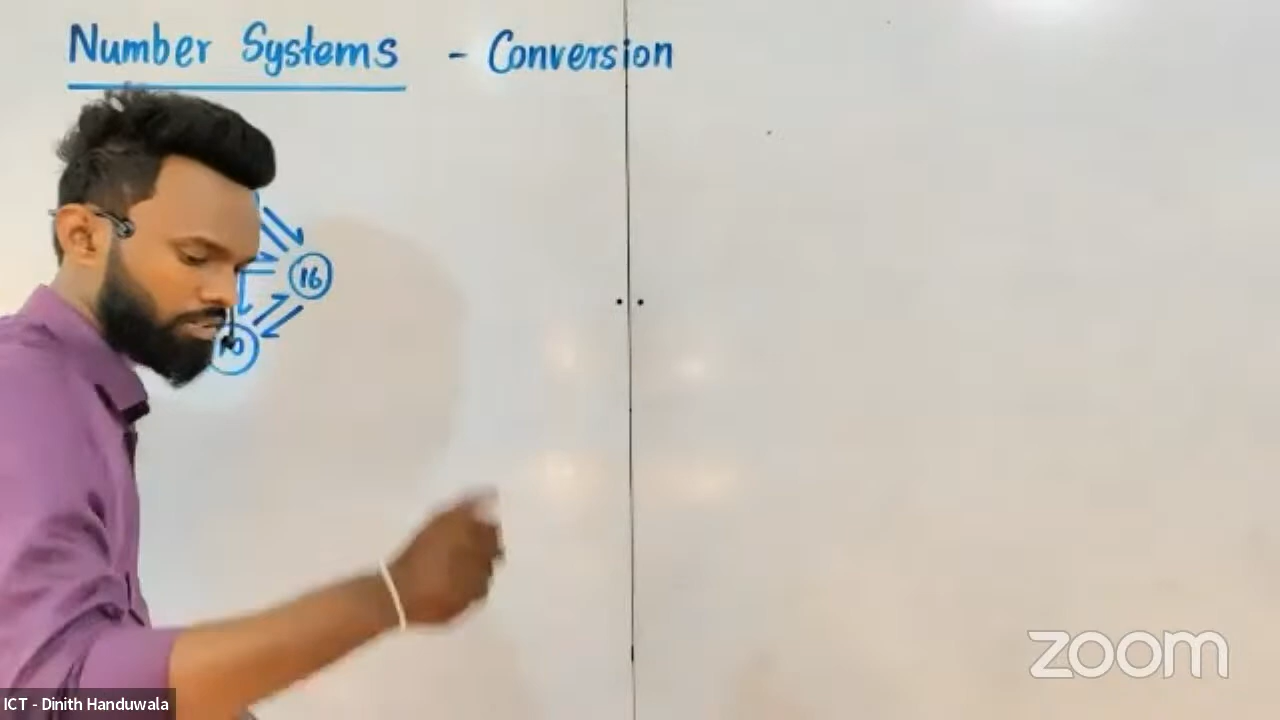 Number Systems - Conversion
16
10
zoom
ICT - Dinith Handuwala